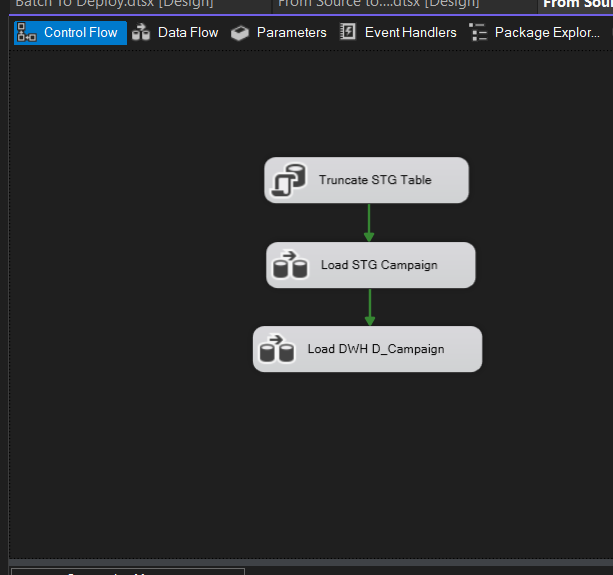 Batch To Deploy.dtsx [Design]
From Source to....dtsx [Design]
From Sour
Control Flow
Data Flow
Parameters
Event Handlers
Package Explor...
Truncate STG Table
Load STG Campaign
Load DWH D_Campaign